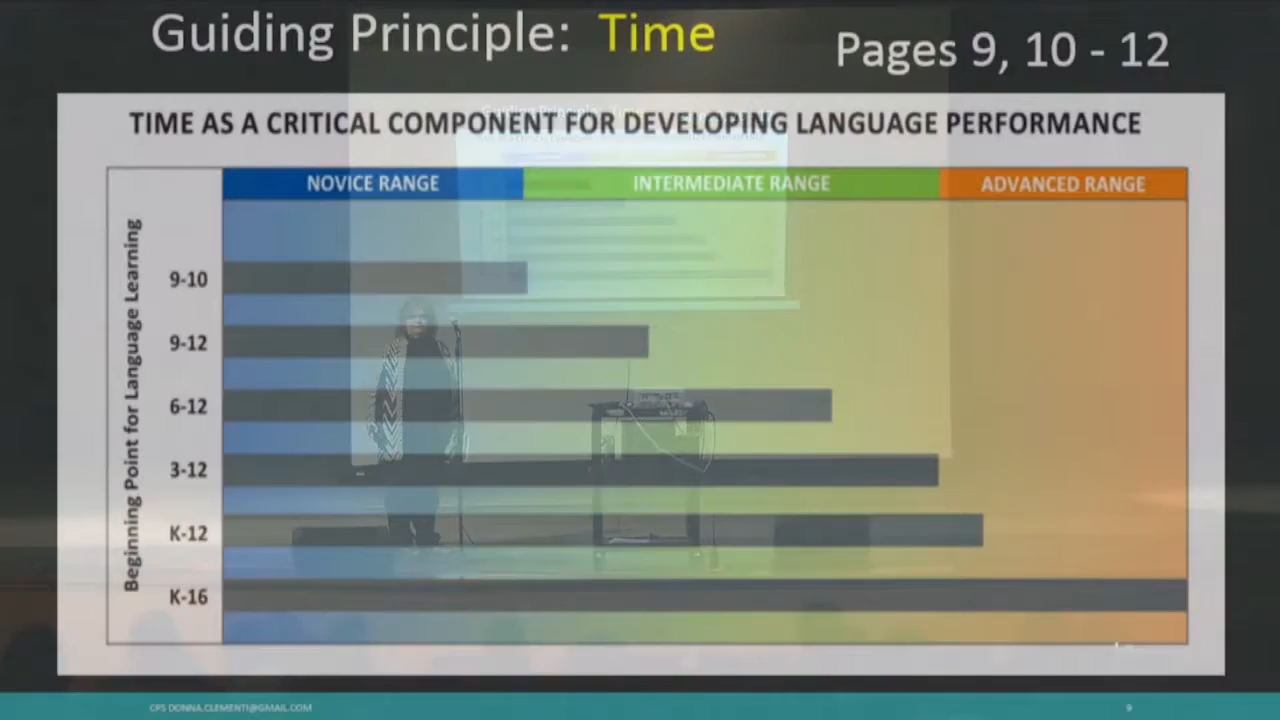 Guiding Principle: Time
Pages 9, 10 - 12
TIME AS A CRITICAL COMPONENT FOR DEVELOPING LANGUAGE PERFORMANCE
NOVICE RANGE
INTERMEDIATE RANGE
ADVANCED RANGE
Beginning Point for Language Learning
9-10
9-12
6-12
3-12
K-12
K-16
CPS DONNA.CLEMENTI@GMAIL.COM
9